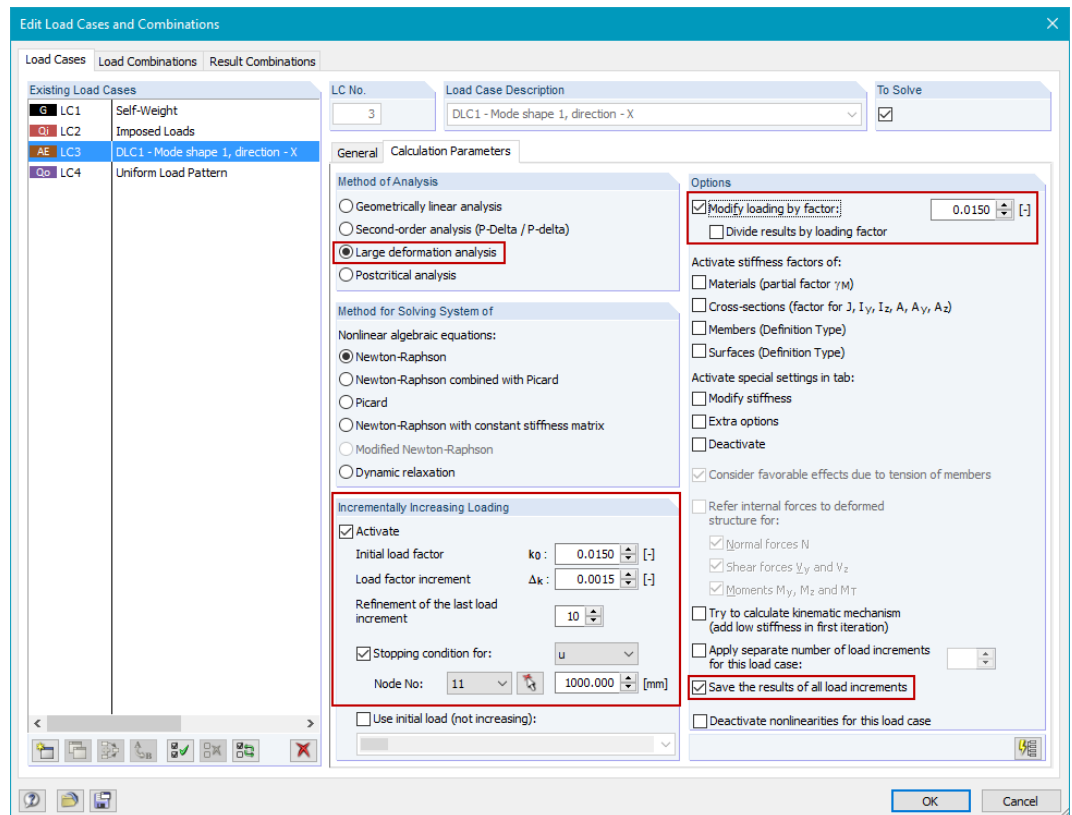 Edit Load Cases and Combinations
Load Cases Load Combinations Result Combinations
Existing Load Cases
G LC1 Self-Weight
Qi LC2 Imposed Loads
AE LC3 DLC1 - Mode shape 1, direction - X
Qo LC4 Uniform Load Pattern
LC No.
3
Load Case Description
DLC1 - Mode shape 1, direction - X
To Solve
General Calculation Parameters
Method of Analysis
Geometrically linear analysis
Second-order analysis (P-Delta / P-delta)
Large deformation analysis
Postcritical analysis
Method for Solving System of
Nonlinear algebraic equations:
Newton-Raphson
Newton-Raphson combined with Picard
Picard
Newton-Raphson with constant stiffness matrix
Modified Newton-Raphson
Dynamic relaxation
Incrementally Increasing Loading
Activate
Initial load factor k0 : 0.0150 [-]
Load factor increment Δk : 0.0015 [-]
Refinement of the last load
increment 10
Stopping condition for: u
Node No: 11 1000.000 [mm]
Use initial load (not increasing):
Options
Modify loading by factor: 0.0150 [-]
Divide results by loading factor
Activate stiffness factors of:
Materials (partial factor γM)
Cross-sections (factor for J, Iy, Iz, A, Ay, Az)
Members (Definition Type)
Surfaces (Definition Type)
Activate special settings in tab:
Modify stiffness
Extra options
Deactivate
Consider favorable effects due to tension of members
Refer internal forces to deformed
structure for:
Normal forces N
Shear forces Vy and Vz
Moments My, Mz and MT
Try to calculate kinematic mechanism
(add low stiffness in first iteration)
Apply separate number of load increments
for this load case:
Save the results of all load increments
Deactivate nonlinearities for this load case
OK Cancel